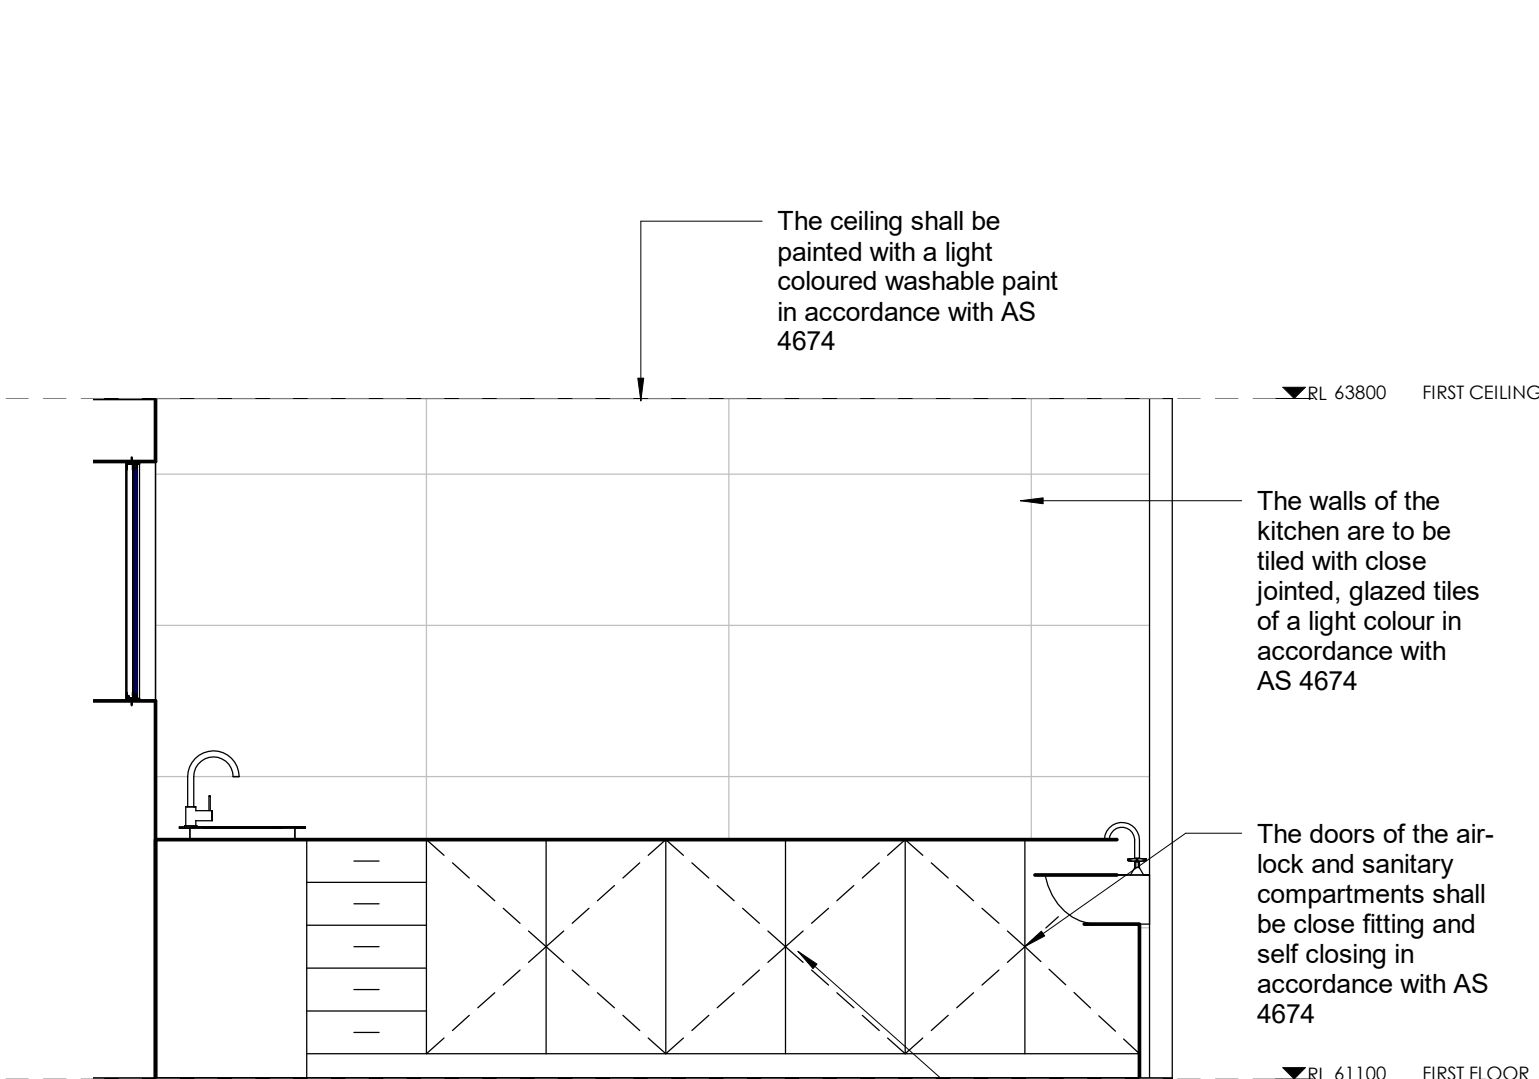 The ceiling shall be
painted with a light
coloured washable paint
in accordance with AS
4674
RL 63800 FIRST CEILING
The walls of the
kitchen are to be
tiled with close
jointed, glazed tiles
of a light colour in
accordance with
AS 4674
The doors of the air-
lock and sanitary
compartments shall
be close fitting and
self closing in
accordance with AS
4674
RL 61100 FIRST FLOOR